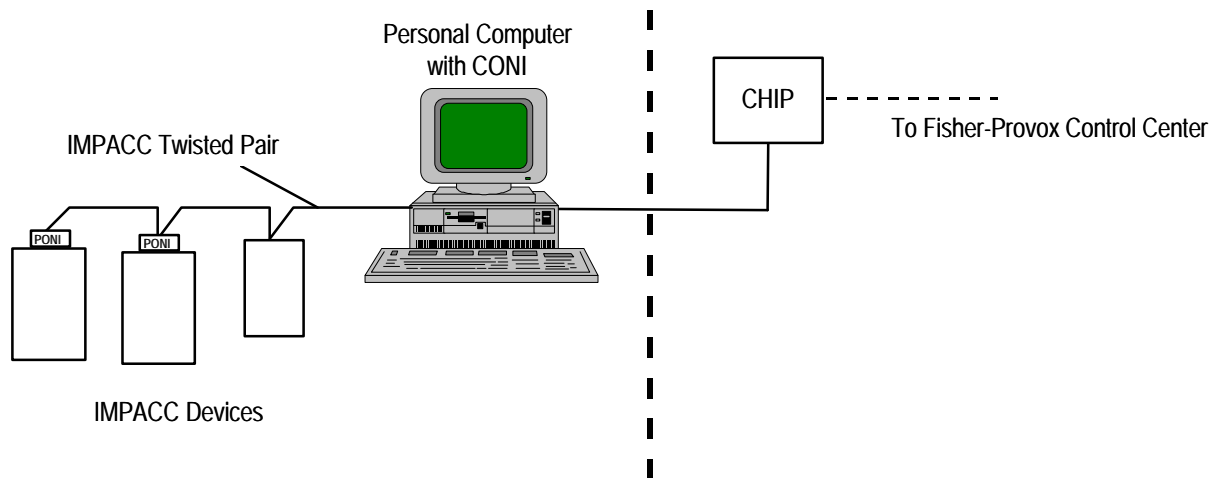 Personal Computer
with CONI
CHIP
To Fisher-Provox Control Center
IMPACC Twisted Pair
PONI
PONI
IMPACC Devices